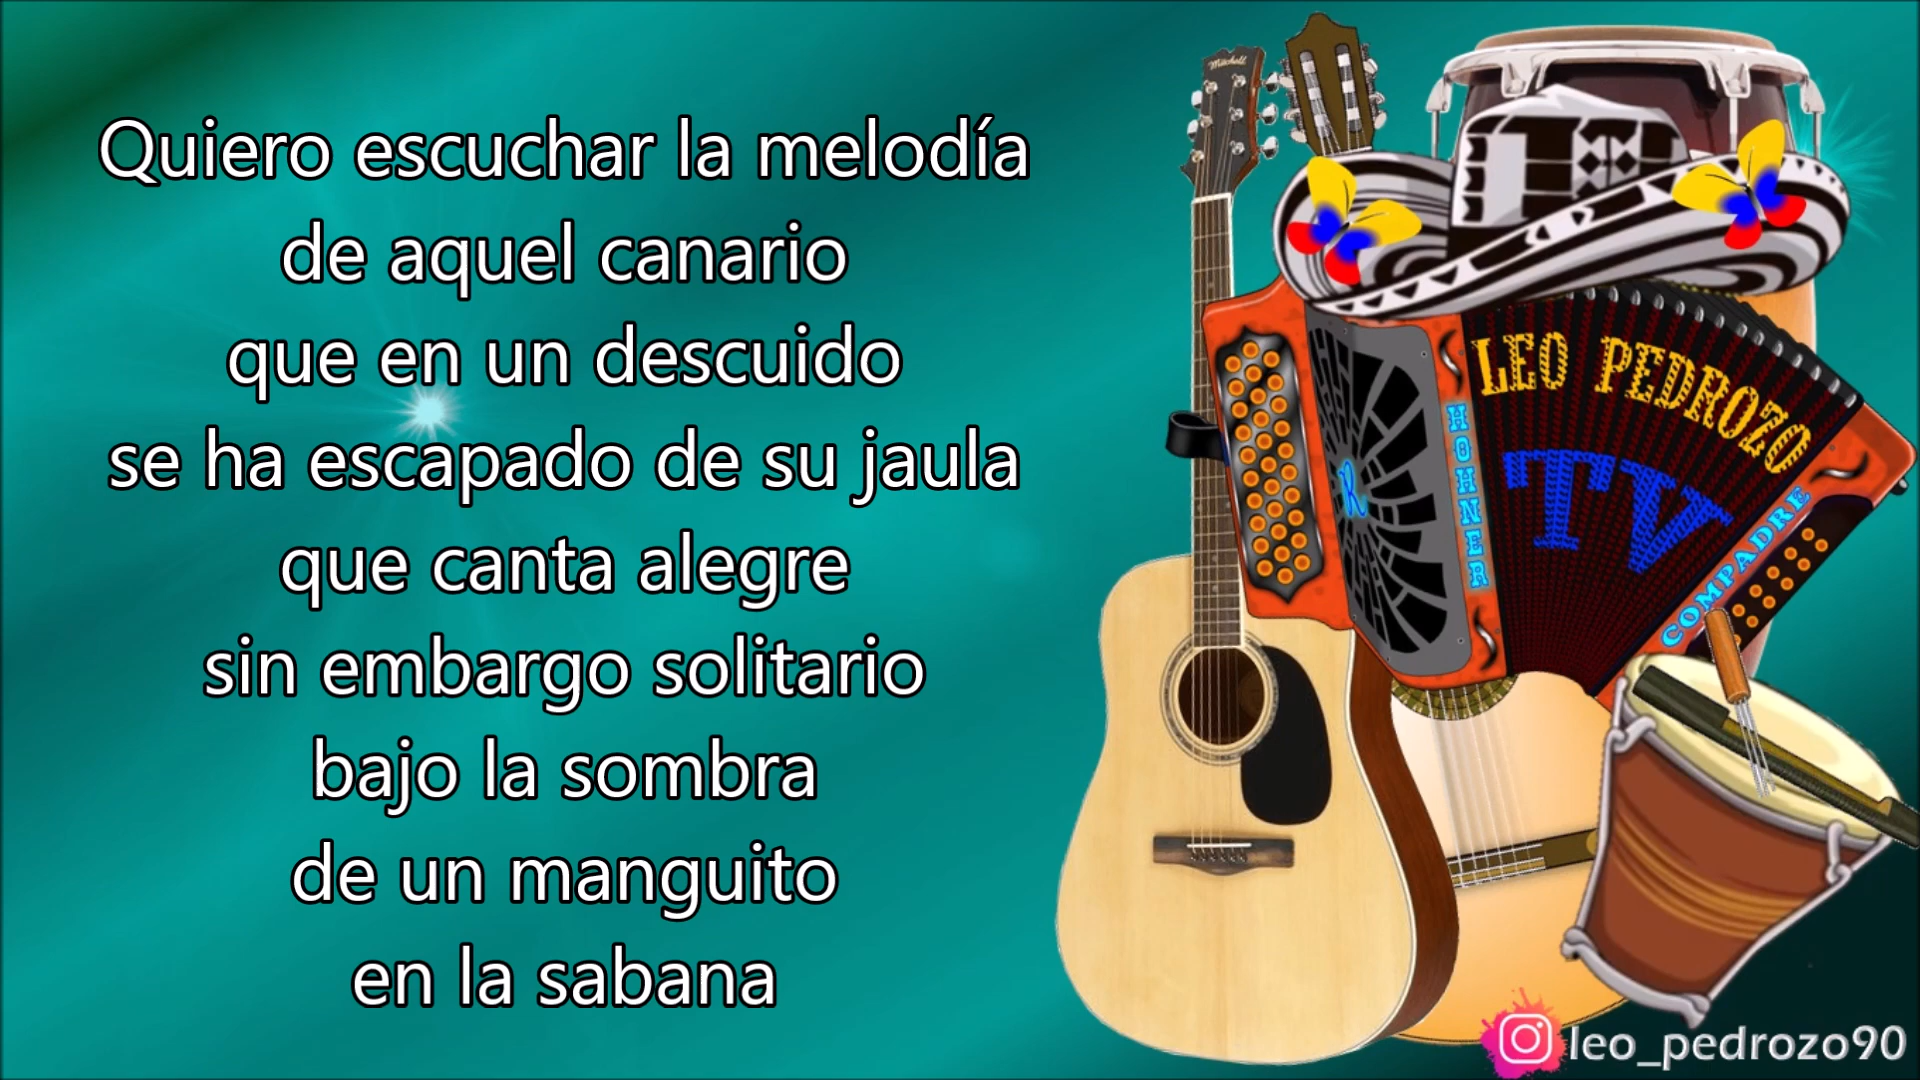 Quiero escuchar la melodía
de aquel canario
que en un descuido
se ha escapado de su jaula
que canta alegre
sin embargo solitario
bajo la sombra
de un manguito
en la sabana
Mitchell
LEO PEDROZO
TV
HOHNER
R
COMPADRE
leo_pedrozo90